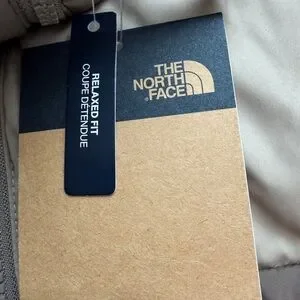 RELAXED FIT
COUPE DÉTENDUE
THE
NORTH
FACE